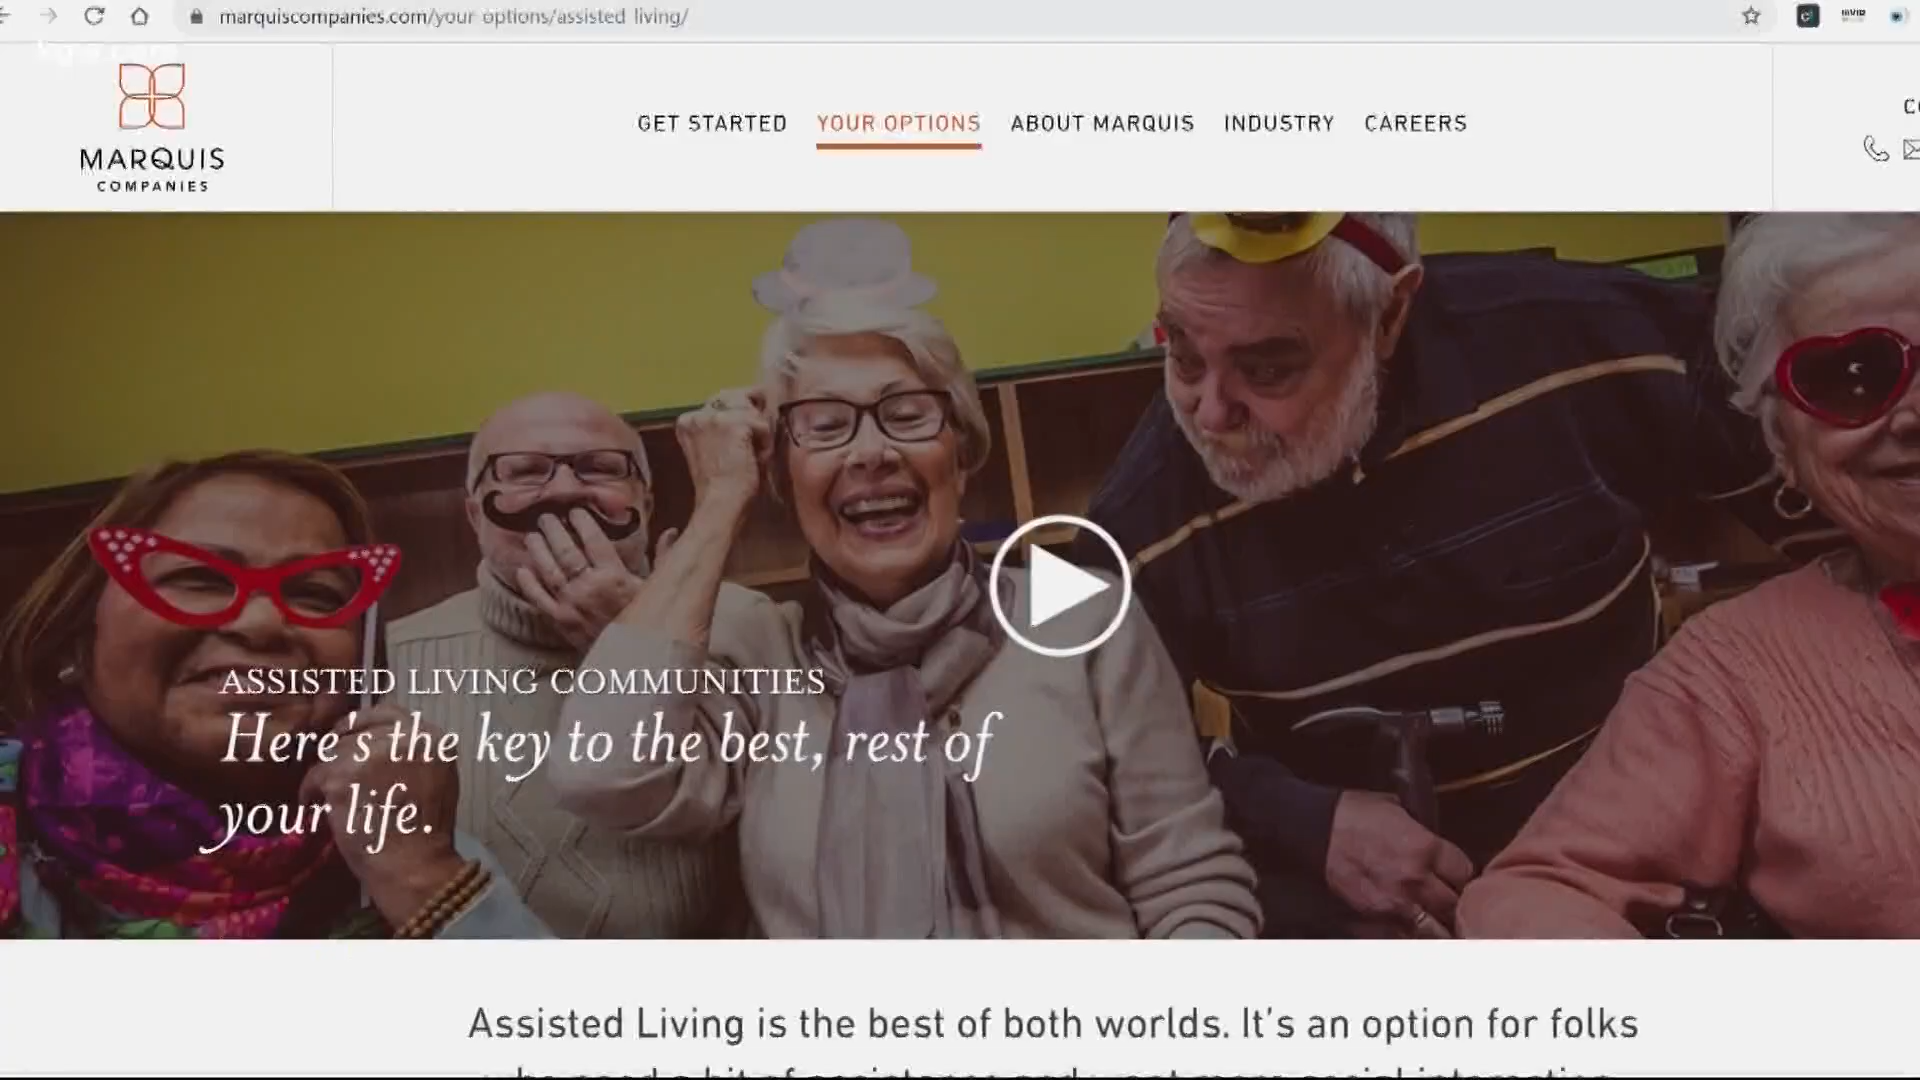 marquiscompanies.com/your options/assisted living/
MARQUIS
COMPANIES
GET STARTED YOUR OPTIONS ABOUT MARQUIS INDUSTRY CAREERS
ASSISTED LIVING COMMUNITIES
Here's the key to the best, rest of
your life.
Assisted Living is the best of both worlds. It's an option for folks